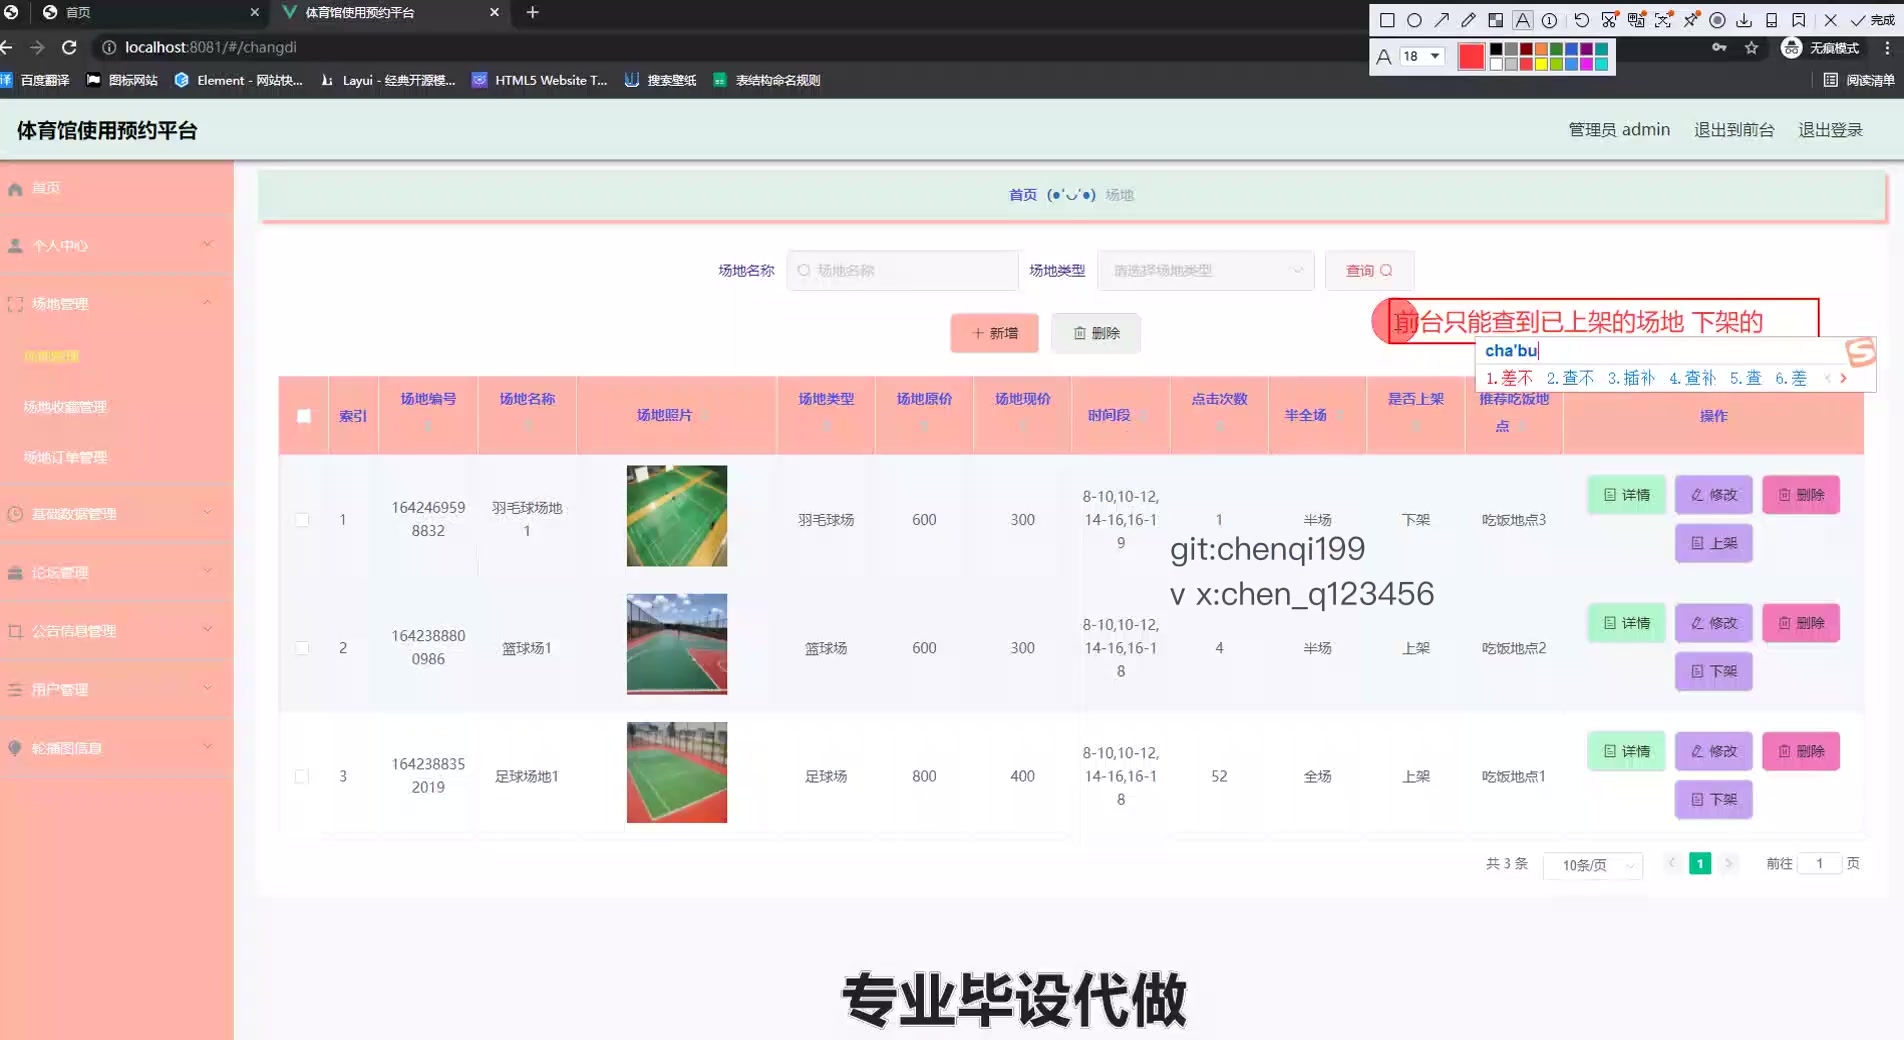 首页
体育馆使用预约平台
完成
localhost:8081/#/changdi
无痕模式
A 18
译 百度翻译 图标网站 Element - 网站快... Layui - 经典开源模... HTML5 Website T... 搜索壁纸 表结构命名规则 阅读清单
体育馆使用预约平台
管理员 admin 退出到前台 退出登录
首页
个人中心
场地管理
场地管理
场地收藏管理
场地订单管理
基础数据管理
论坛管理
公告信息管理
用户管理
轮播图信息
首页 (●'◡'●) 场地
场地名称 场地名称 场地类型 请选择场地类型 查询
+ 新增 删除
前台只能查到已上架的场地 下架的
cha'bu
1.差不 2.查不 3.插补 4.查补 5.查 6.差
索引 场地编号 场地名称 场地照片 场地类型 场地原价 场地现价 时间段 点击次数 半全场 是否上架 推荐吃饭地点 操作
1 1642469598832 羽毛球场地1 羽毛球场 600 300 8-10,10-12,14-16,16-19 1 半场 下架 吃饭地点3 详情 修改 删除
上架
git:chenqi199
v x:chen_q123456
2 1642388800986 篮球场1 篮球场 600 300 8-10,10-12,14-16,16-18 4 半场 上架 吃饭地点2 详情 修改 删除
下架
3 1642388352019 足球场地1 足球场 800 400 8-10,10-12,14-16,16-18 52 全场 上架 吃饭地点1 详情 修改 删除
下架
共 3 条 10条/页 1 前往 1 页
专业毕设代做